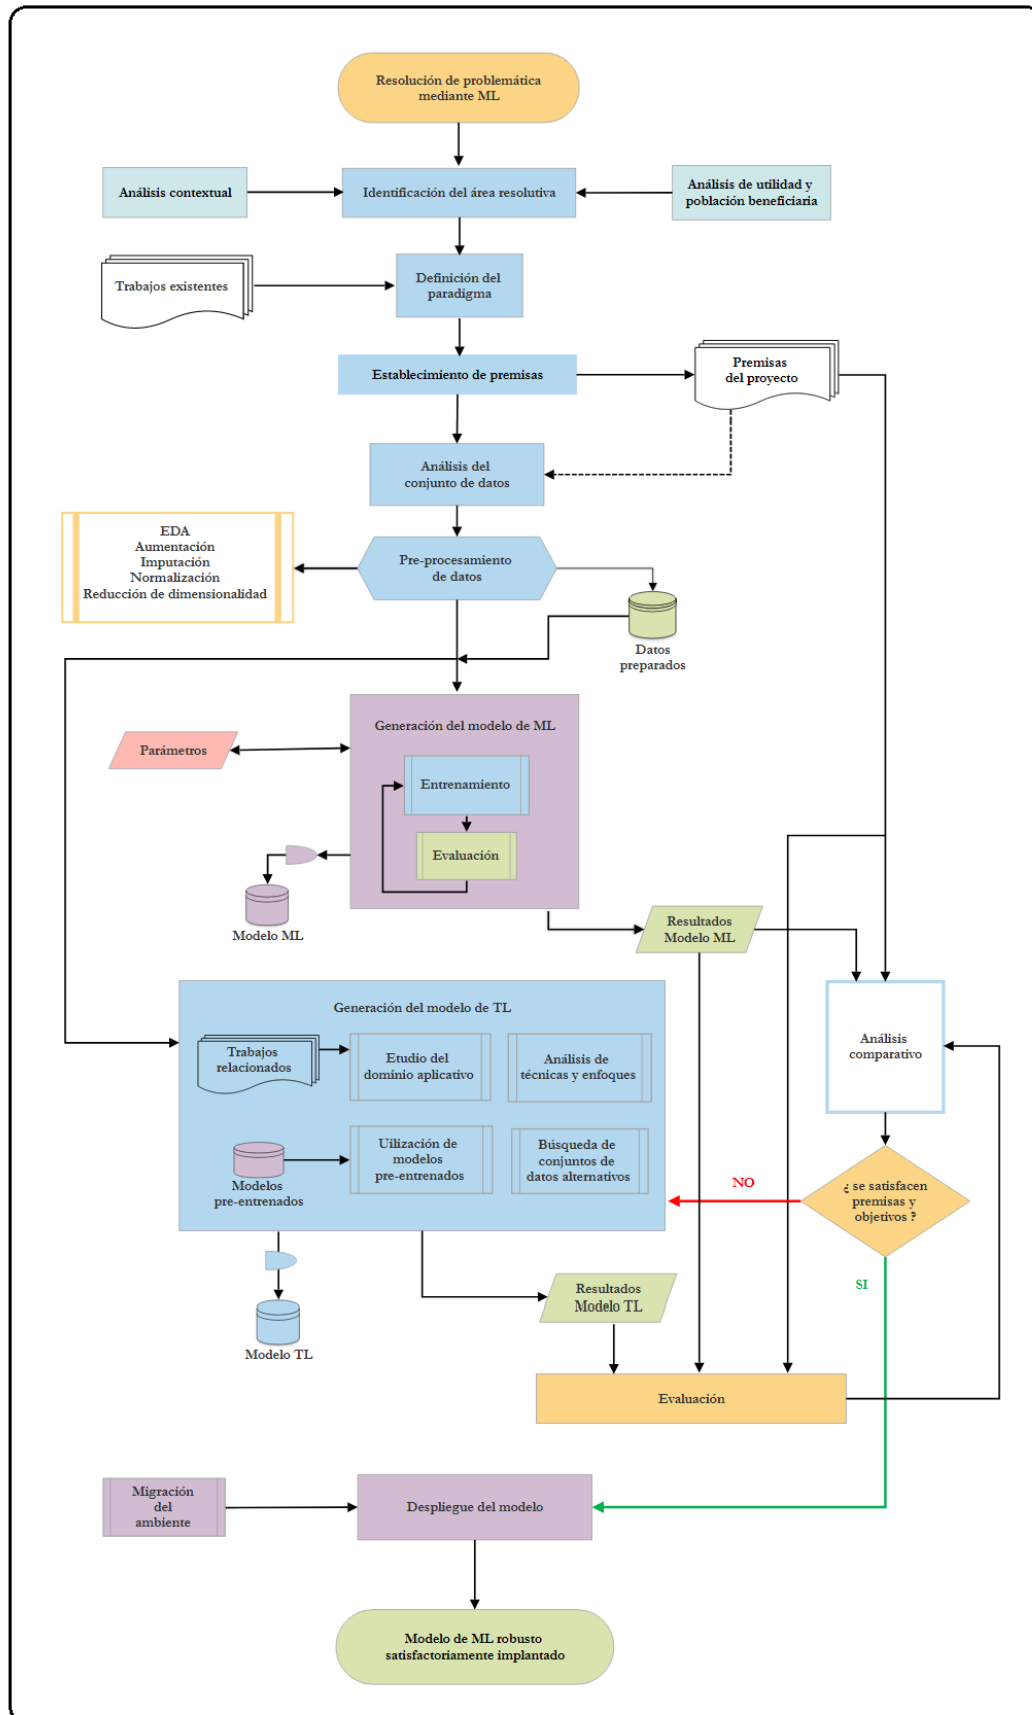 Resolución de problemática
mediante ML
Análisis contextual
Identificación del área resolutiva
Análisis de utilidad y
población beneficiaria
Trabajos existentes
Definición del
paradigma
Establecimiento de premisas
Premisas
del proyecto
Análisis del
conjunto de datos
EDA
Aumentación
Imputación
Normalización
Reducción de dimensionalidad
Pre-procesamiento
de datos
Datos
preparados
Generación del modelo de ML
Parámetros
Entrenamiento
Evaluación
Modelo ML
Resultados
Modelo ML
Generación del modelo de TL
Trabajos
relacionados
Etudio del
dominio aplicativo
Análisis de
técnicas y enfoques
Análisis
comparativo
Modelos
pre-entrenados
Uilización de
modelos
pre-entrenados
Búsqueda de
conjuntos de
datos alternativos
NO
¿ se satisfacen
premisas y
objetivos ?
SI
Resultados
Modelo TL
Modelo TL
Evaluación
Migración
del
ambiente
Despliegue del modelo
Modelo de ML robusto
satisfactoriamente implantado